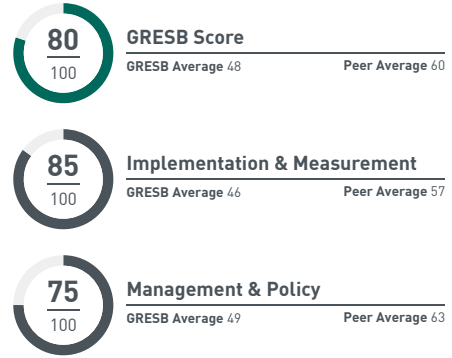 80
100
GRESB Score
GRESB Average 48 Peer Average 60
85
100
Implementation & Measurement
GRESB Average 46 Peer Average 57
75
100
Management & Policy
GRESB Average 49 Peer Average 63